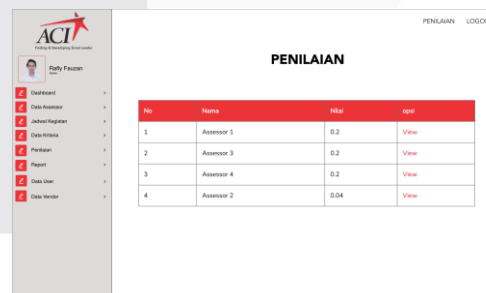 PENILAIAN LOGOU
ACI
Finding & Developing Great Leader
Rafly Fauzan
PENILAIAN
Dashboard >
Data Assessor >
Jadwal Kegiatan >
Data Kriteria >
Penilaian >
Report >
Data User >
Data Vendor >
No Nama Nilai opsi
1 Assessor 1 0.2 View
2 Assessor 3 0.2 View
3 Assessor 4 0.2 View
4 Assessor 2 0.04 View